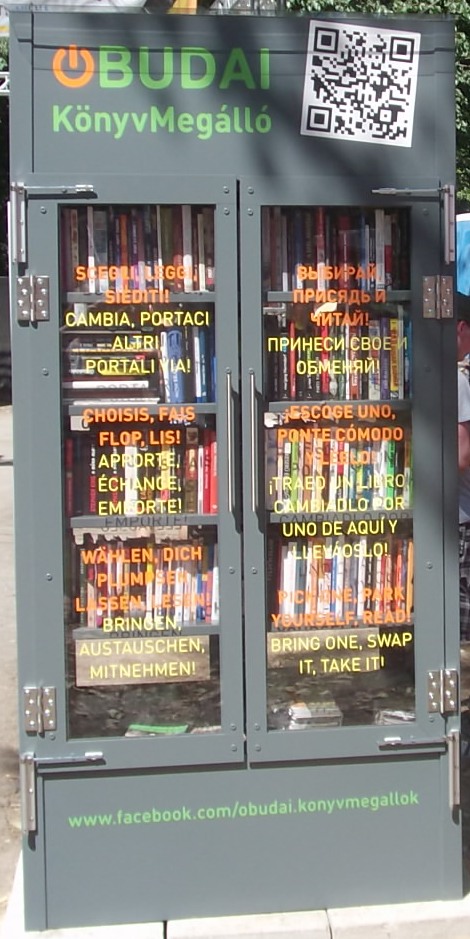 ÓBUDAI
KönyvMegálló
SCEGLI, LEGGI,
SIEDITI!
CAMBIA, PORTACI
ALTRI,
PORTALI VIA!
CHOISIS, FAIS
FLOP, LIS!
APPORTE,
ÉCHANGE,
EMPORTE!
WÄHLEN, DICH
PLUMPSEN
LASSEN, LESEN!
BRINGEN,
AUSTAUSCHEN,
MITNEHMEN!
ВЫБИРАЙ,
ПРИСЯДЬ И
ЧИТАЙ!
ПРИНЕСИ СВОЕ И
ОБМЕНЯЙ!
¡ESCOGE UNO,
PONTE CÓMODO
¡TRAED UN LIBRO,
CAMBIADLO POR
UNO DE AQUÍ Y
LLEVÁOSLO!
PICK ONE, PARK
YOURSELF, READ!
BRING ONE, SWAP
IT, TAKE IT!
www.facebook.com/obudai.konyvmegallok